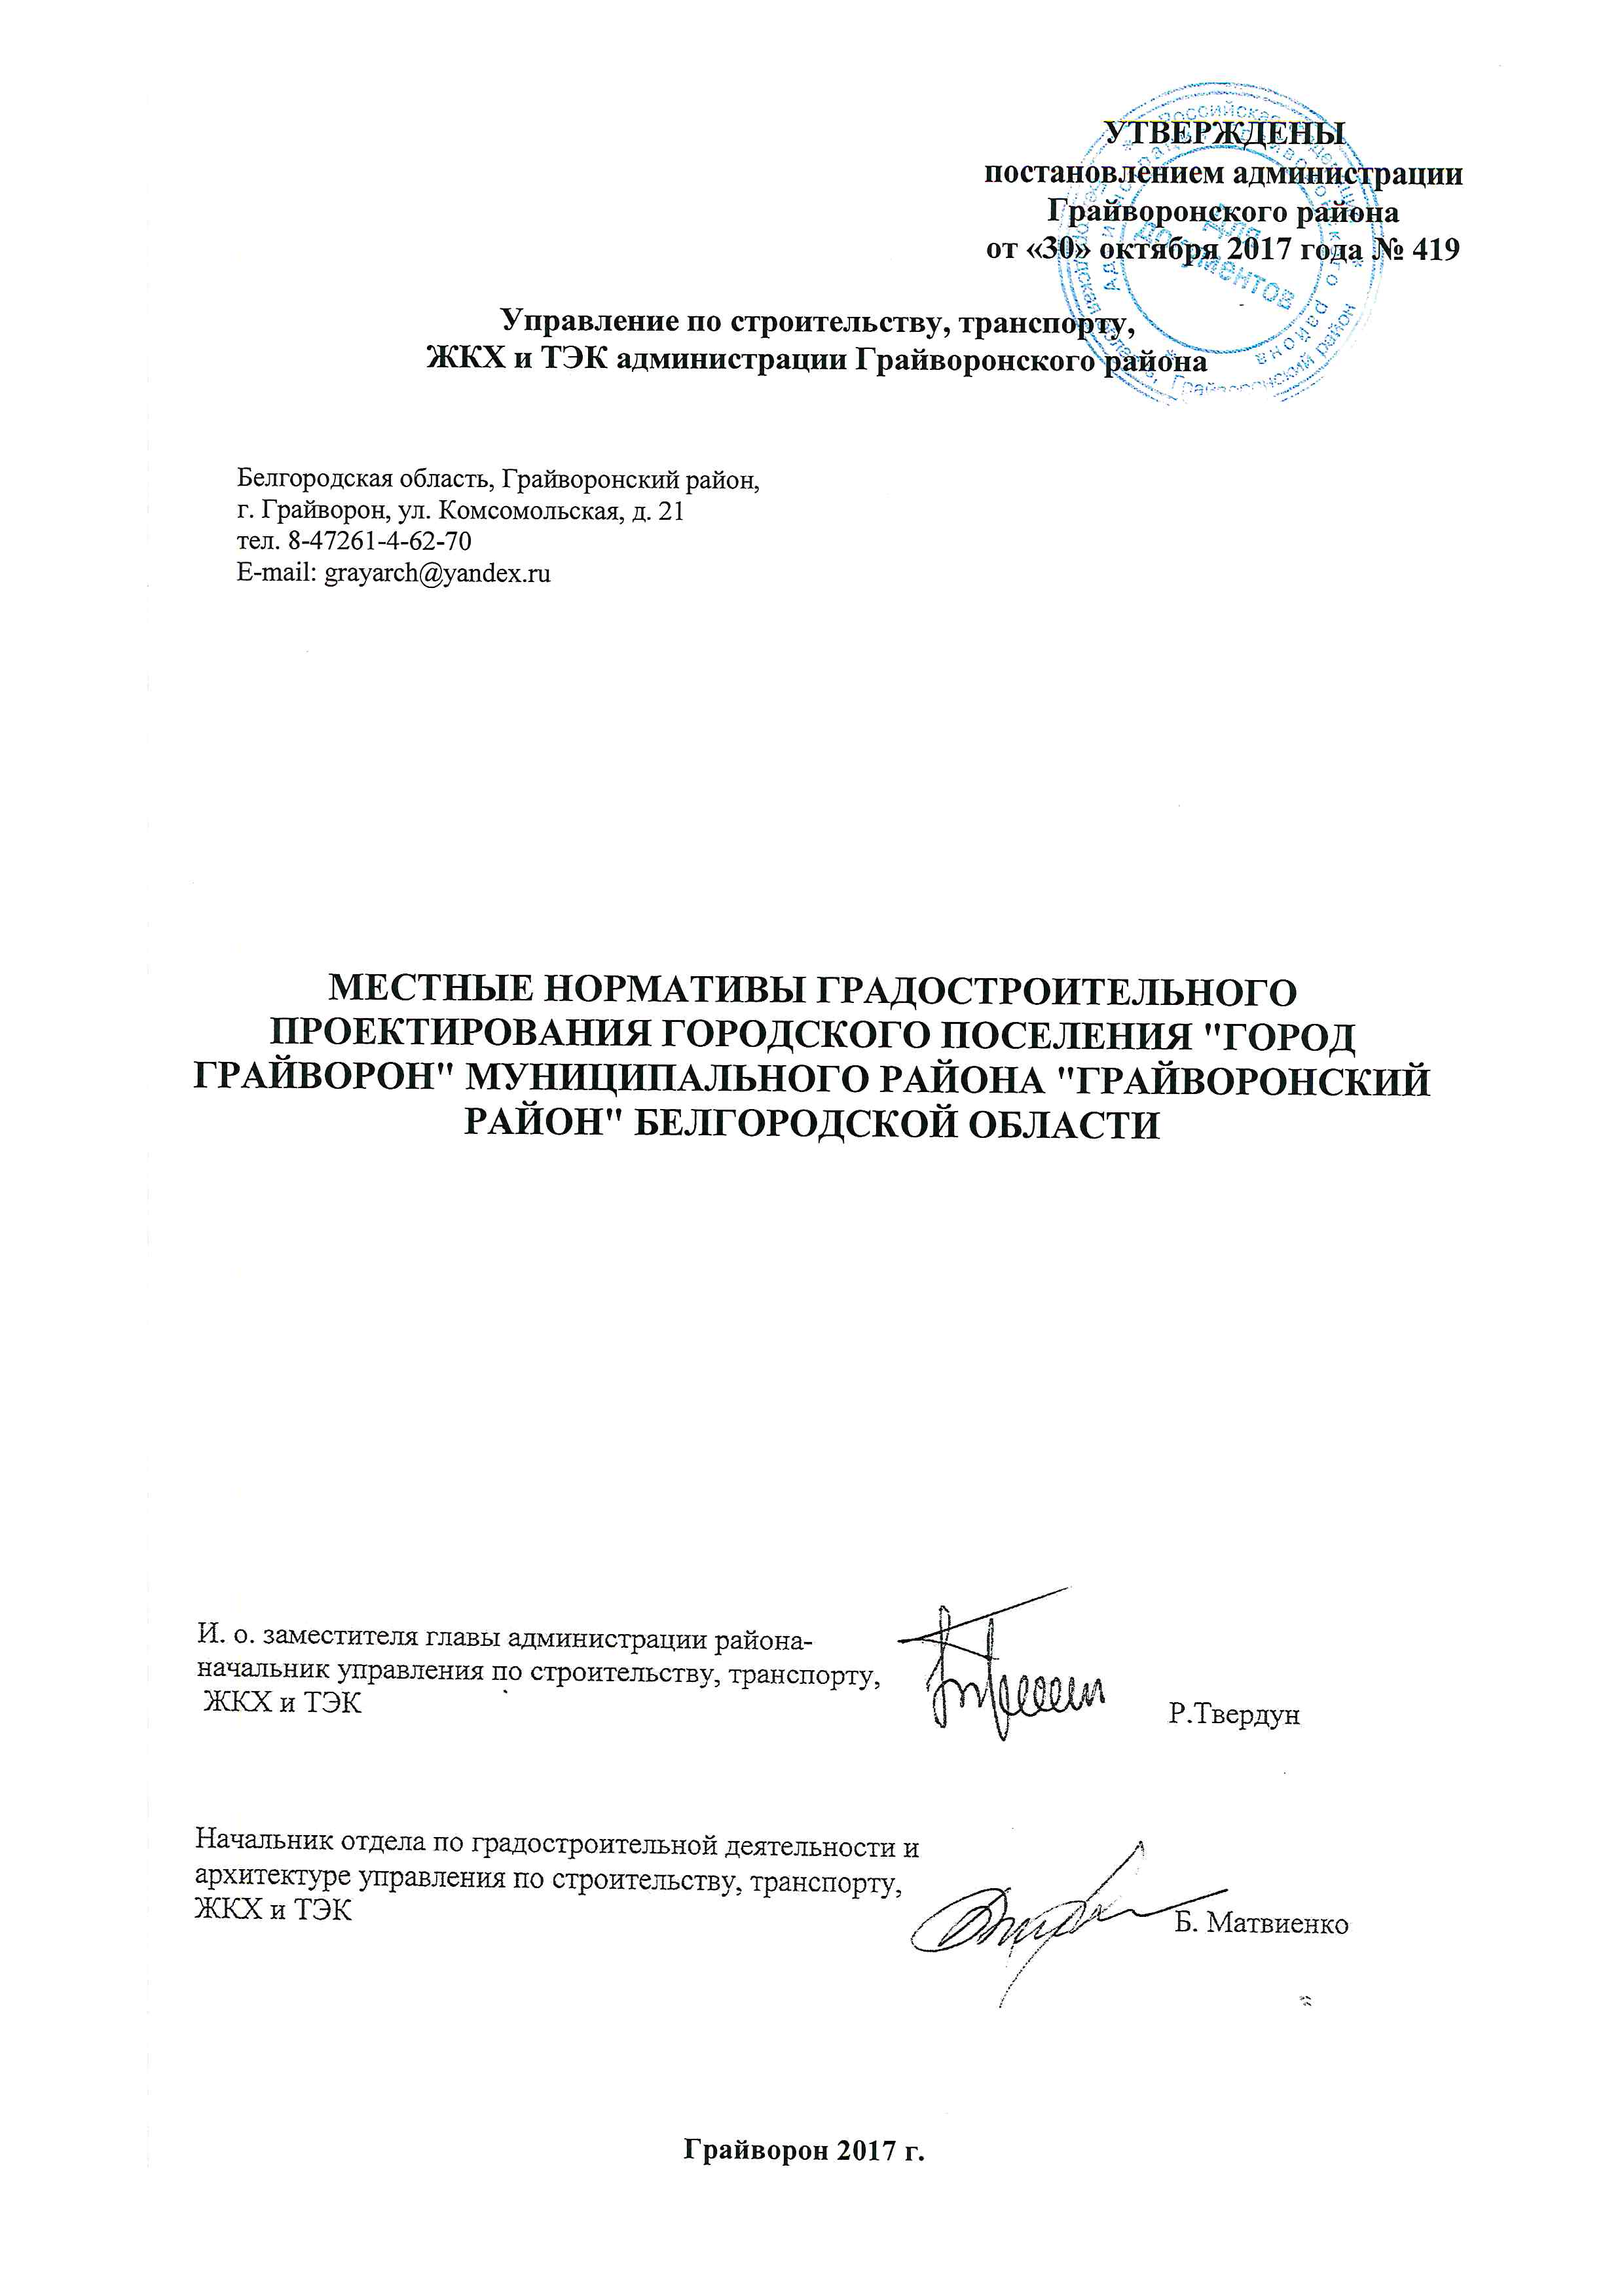 УТВЕРЖДЕНЫ
постановлением администрации
Грайворонского района
от «30» октября 2017 года № 419
Для
документов
Управление по строительству, транспорту,
ЖКХ и ТЭК администрации Грайворонского района
Белгородская область, Грайворонский район,
г. Грайворон, ул. Комсомольская, д. 21
тел. 8-47261-4-62-70
E-mail: grayarch@yandex.ru
МЕСТНЫЕ НОРМАТИВЫ ГРАДОСТРОИТЕЛЬНОГО
ПРОЕКТИРОВАНИЯ ГОРОДСКОГО ПОСЕЛЕНИЯ "ГОРОД
ГРАЙВОРОН" МУНИЦИПАЛЬНОГО РАЙОНА "ГРАЙВОРОНСКИЙ
РАЙОН" БЕЛГОРОДСКОЙ ОБЛАСТИ
И. о. заместителя главы администрации района-
начальник управления по строительству, транспорту,
ЖКХ и ТЭК
Р.Твердун
Начальник отдела по градостроительной деятельности и
архитектуре управления по строительству, транспорту,
ЖКХ и ТЭК
Б. Матвиенко
Грайворон 2017 г.